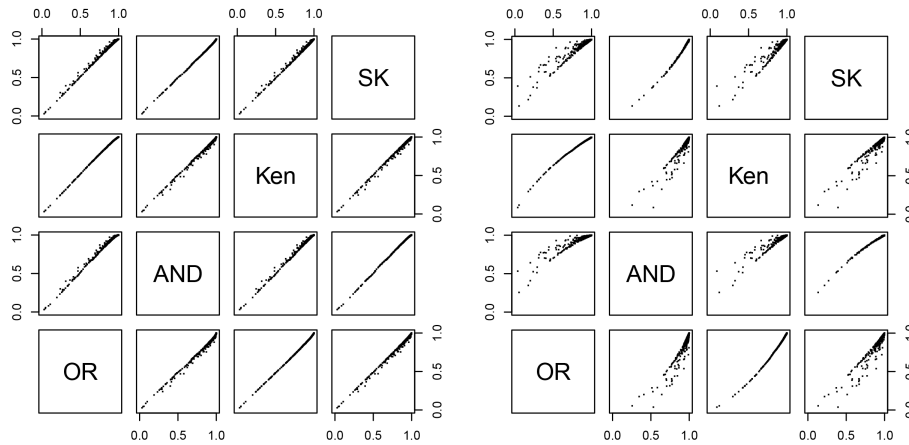 0.0 1.0 0.0 1.0 0.0 1.0 0.0 1.0
0.0 0.5 1.0 SK 0.0 0.5 1.0 SK
Ken 0.0 0.5 1.0 Ken 0.0 0.5 1.0
0.0 0.5 1.0 AND 0.0 0.5 1.0 AND
OR 0.0 0.5 1.0 OR 0.0 0.5 1.0
0.0 0.5 1.0 0.0 0.5 1.0 0.0 0.5 1.0 0.0 0.5 1.0